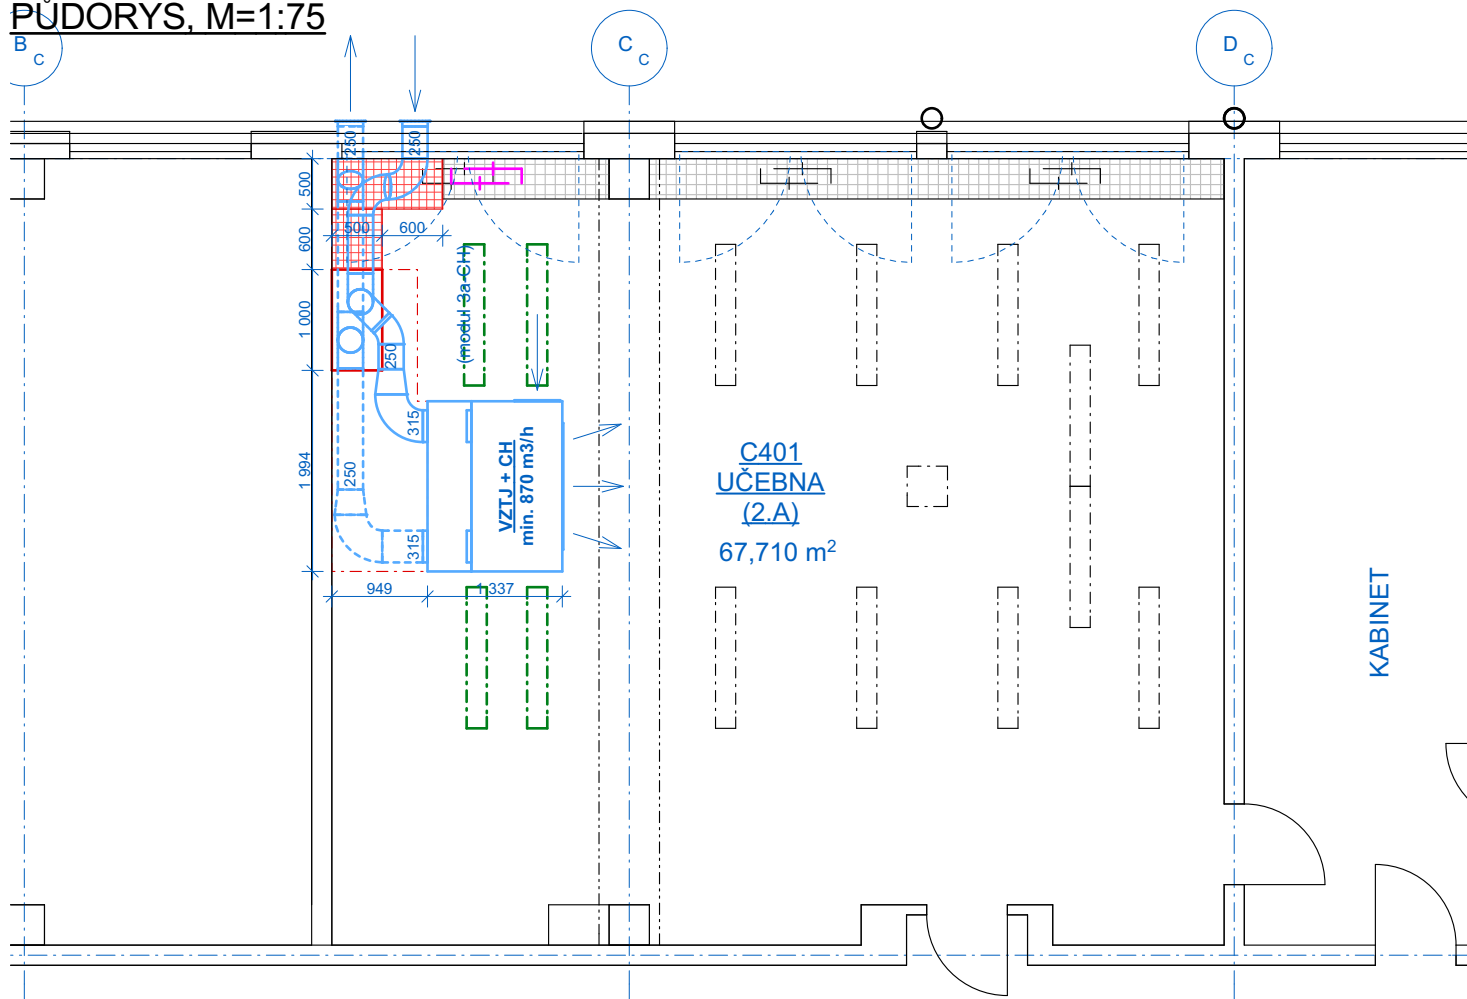 PŮDORYS, M=1:75
B C
C C
D C
250
250
500
500
600
600
(modul 3a-CH)
1 000
250
315
1 994
250
VZTJ + CH
min. 870 m3/h
315
949
1 337
C401
UČEBNA
(2.A)
67,710 m²
KABINET